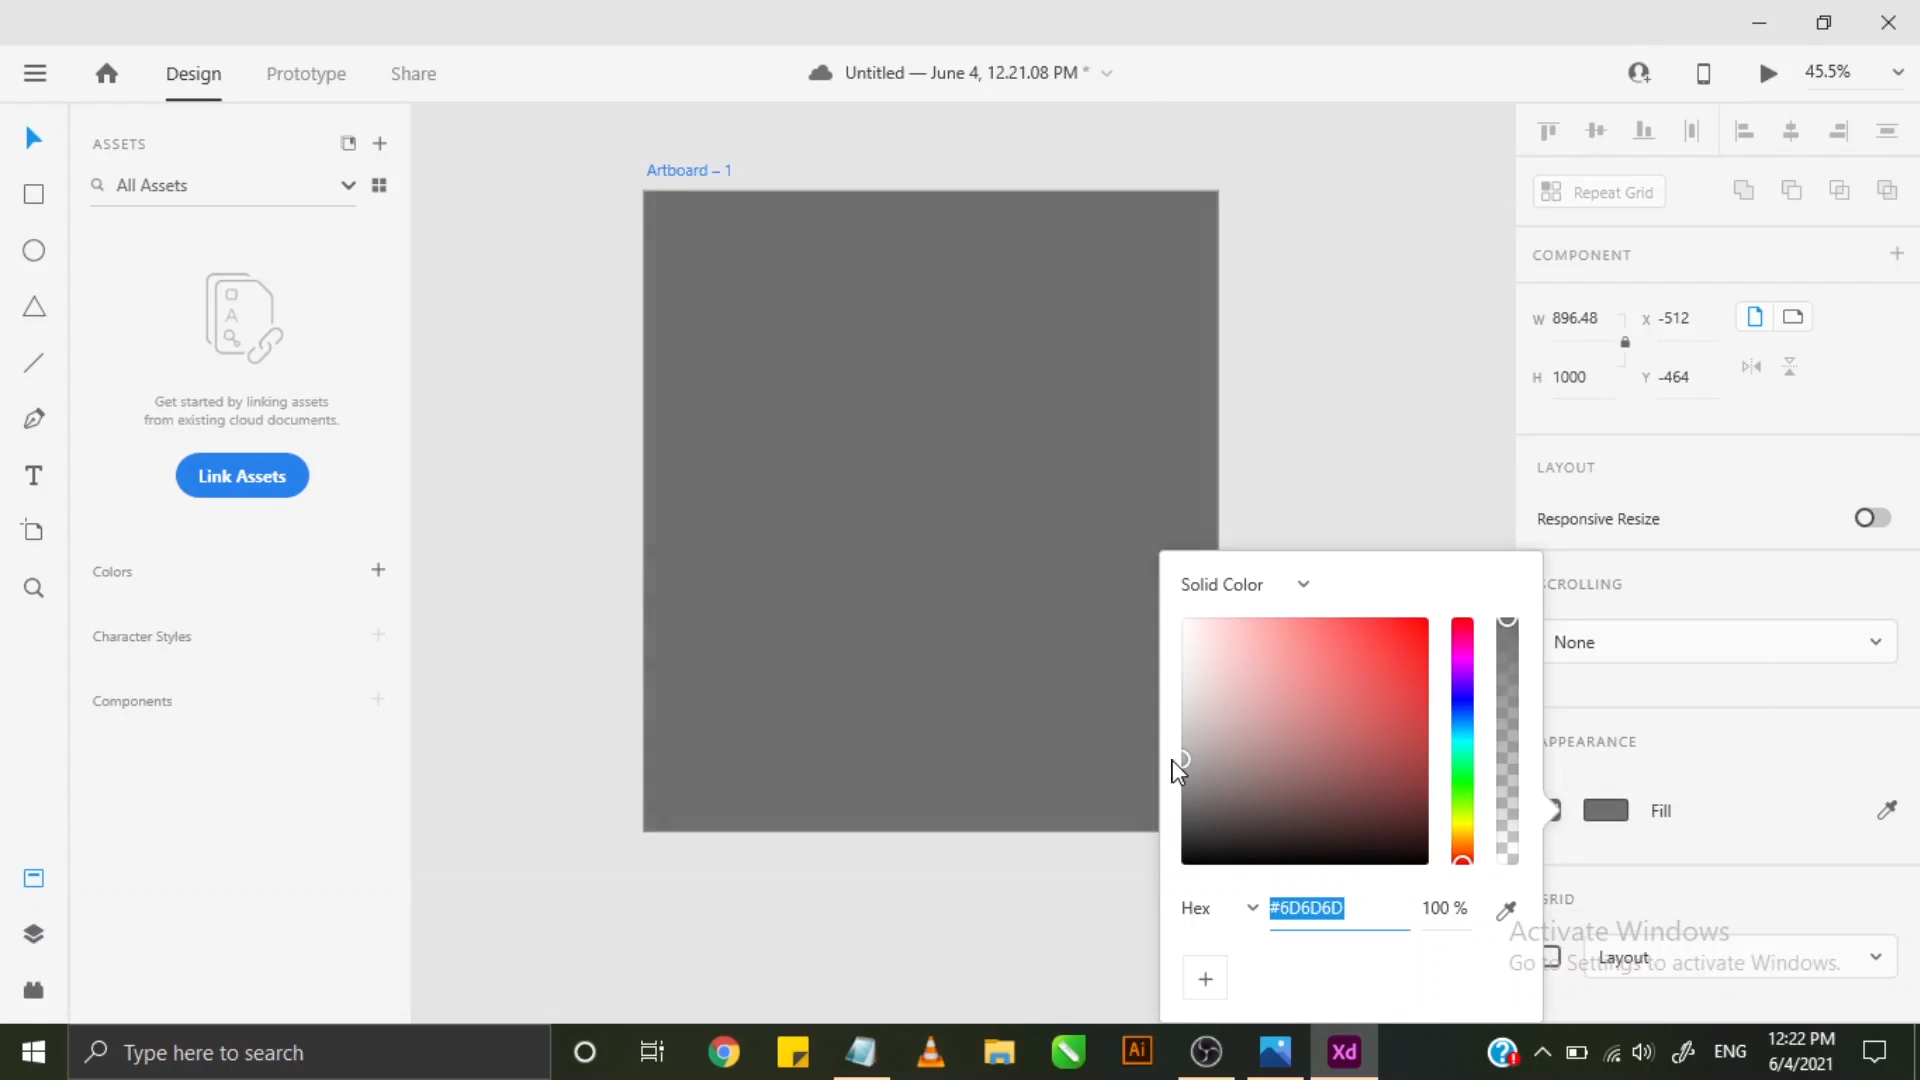 Design
Prototype
Share
Untitled — June 4, 12.21.08 PM *
45.5%
ASSETS
All Assets
A
Get started by linking assets
from existing cloud documents.
Link Assets
Colors
Character Styles
Components
Artboard – 1
Repeat Grid
COMPONENT
W 896.48
X -512
H 1000
Y -464
LAYOUT
Responsive Resize
SCROLLING
None
APPEARANCE
Fill
GRID
Layout
Solid Color
Hex
#6D6D6D
100 %
+
Activate Windows
Go to Settings to activate Windows.
Type here to search
Ai
Xd
ENG
12:22 PM
6/4/2021